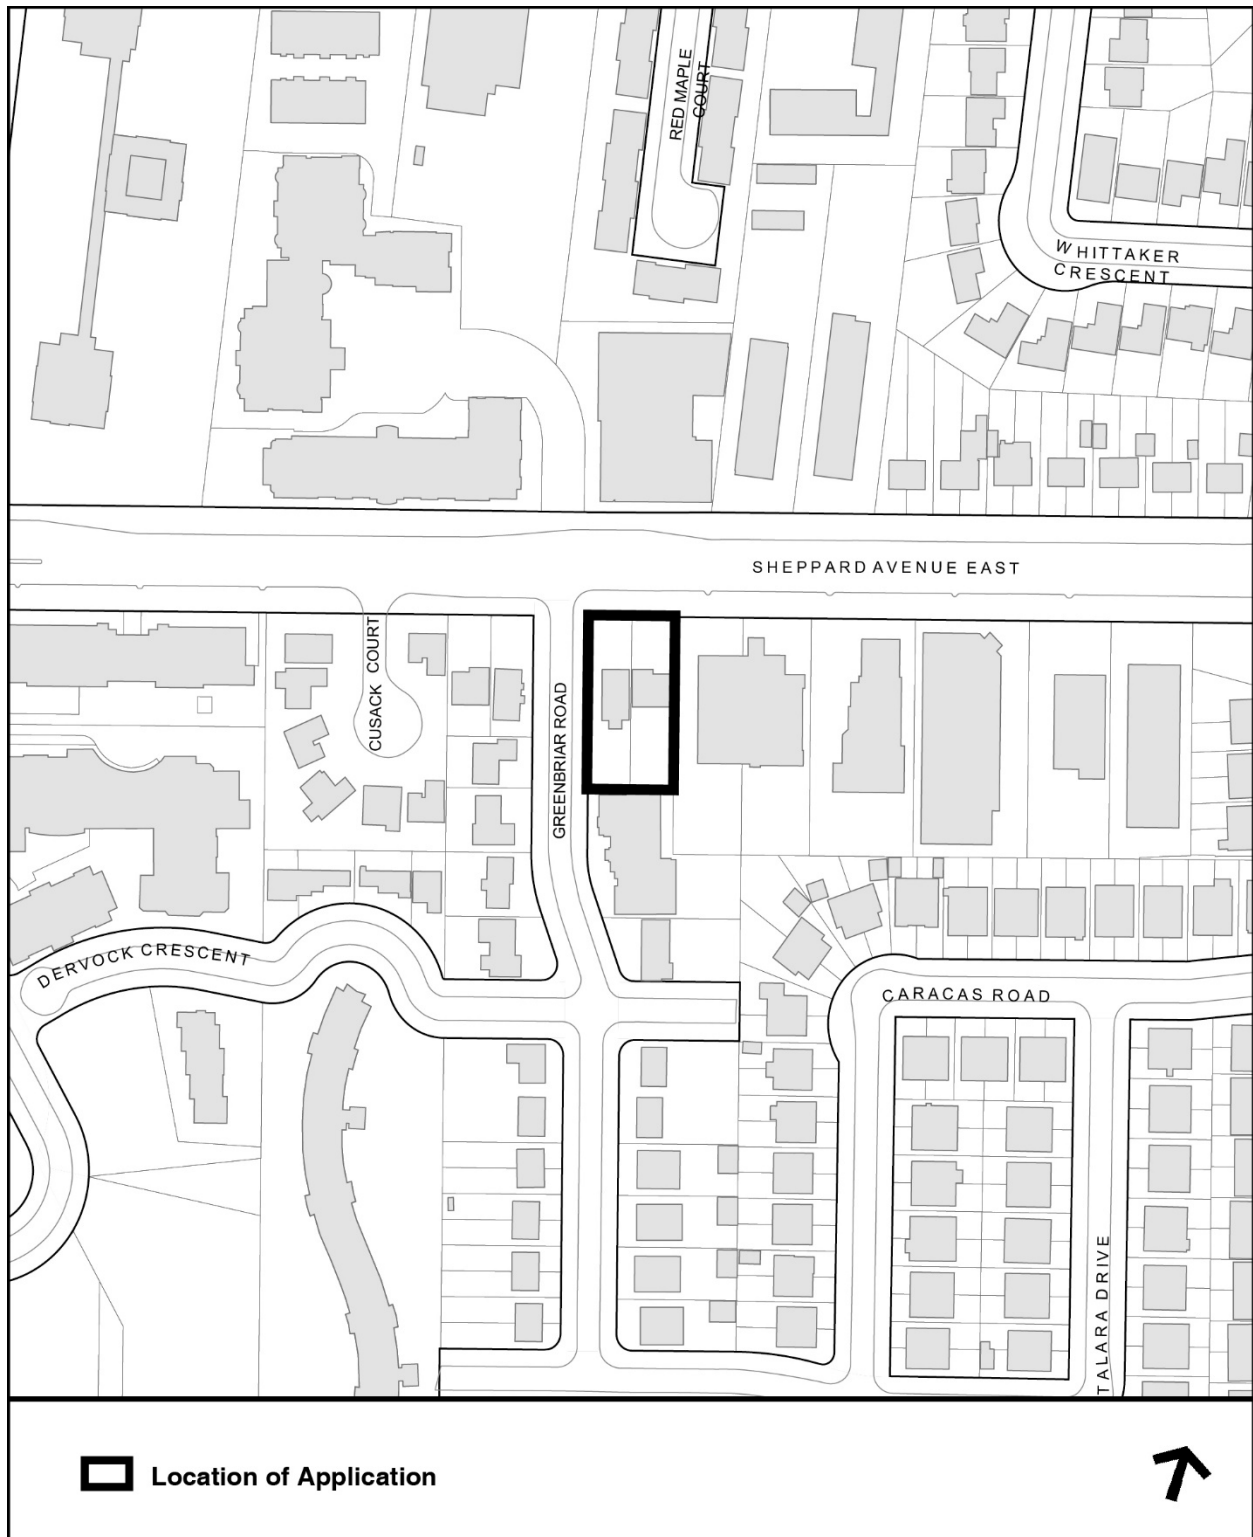 RED MAPLE
COURT
WHITTAKER
CRESCENT
SHEPPARD AVENUE EAST
CUSACK COURT
GREENBRIAR ROAD
DERVOCK CRESCENT
CARACAS ROAD
TALARA DRIVE
Location of Application